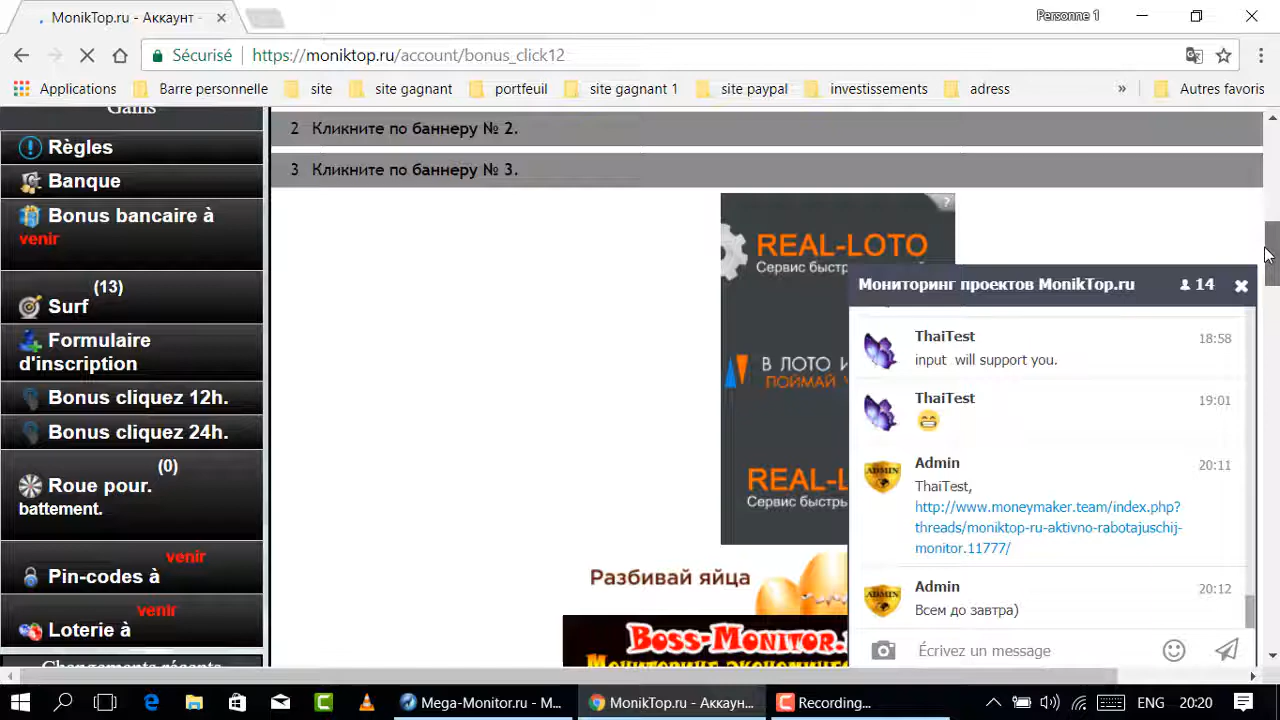 MonikTop.ru - Аккаунт -
Personne 1
Sécurisé
https://moniktop.ru/account/bonus_click12
Applications
Barre personnelle
site
site gagnant
portfeuil
site gagnant 1
site paypal
investissements
adress
»
Autres favoris
Gains
Règles
Banque
Bonus bancaire à
venir
(13)
Surf
Formulaire
d'inscription
Bonus cliquez 12h.
Bonus cliquez 24h.
(0)
Roue pour.
battement.
venir
Pin-codes à
venir
Loterie à
Changements récents
2 Кликните по баннеру № 2.
3 Кликните по баннеру № 3.
?
REAL-LOTO
Сервис быстр
В ЛОТО И
ПОЙМАЙ
REAL-L
Сервис быстрь
Разбивай яйца
Boss-Monitor.
Мониторинг экономичес
Мониторинг проектов MonikTop.ru
14
ThaiTest
18:58
input will support you.
ThaiTest
19:01
Admin
20:11
ThaiTest,
http://www.moneymaker.team/index.php?
threads/moniktop-ru-aktivno-rabotajuschij-
monitor.11777/
Admin
20:12
Всем до завтра)
Écrivez un message
Mega-Monitor.ru - М...
MonikTop.ru - Аккаун...
Recording...
ENG
20:20